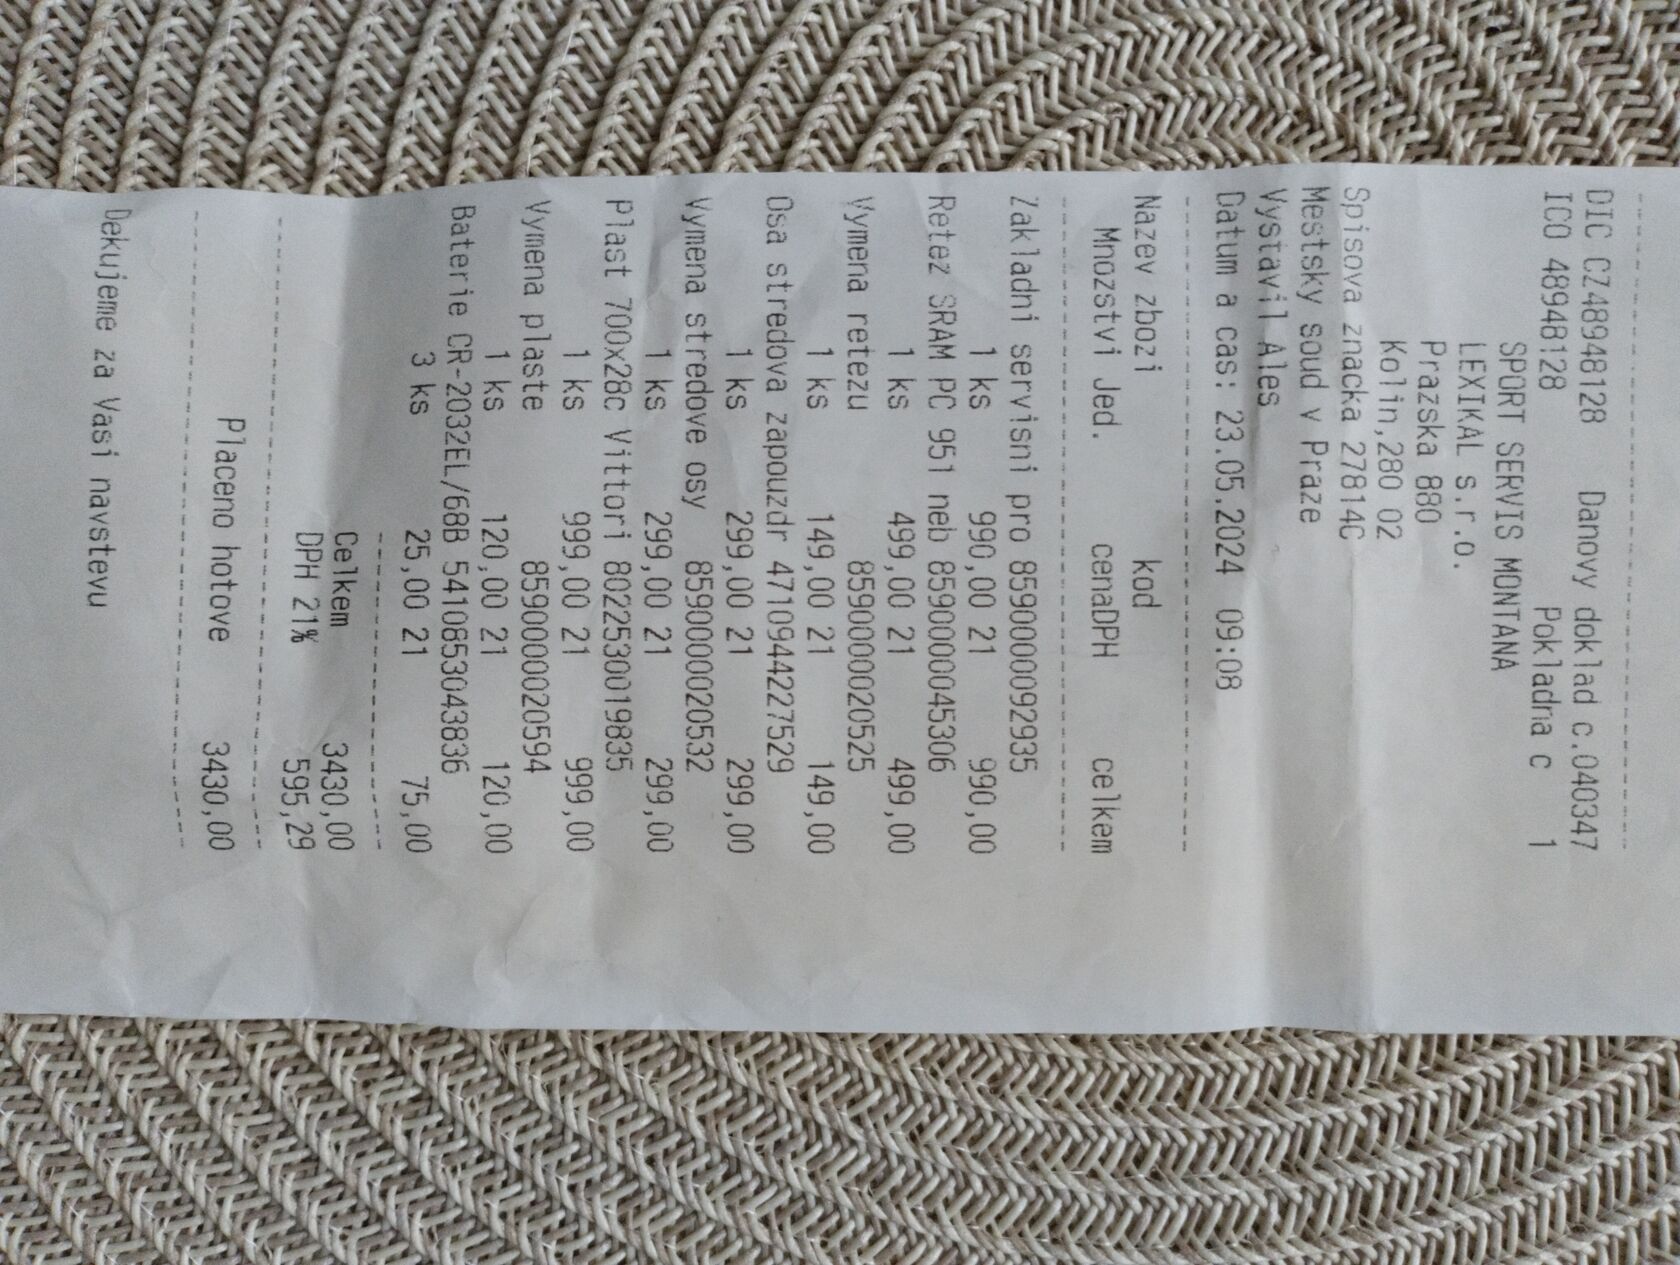 DIC CZ48948128 Danovy doklad c.040347
ICO 48948128 Pokladna c 1
SPORT SERVIS MONTANA
LEXIKAL s.r.o.
Prazska 880
Kolin,280 02
Spisova znacka 27814C
Mestsky soud v Praze
Vystavil Ales
Datum a cas: 23.05.2024 09:08
Nazev zbozi kod
Mnozstvi Jed. cenaDPH celkem
Zakladni servisni pro 8590000092935
1 ks 990,00 21 990,00
Retez SRAM PC 951 neb 8590000045306
1 ks 499,00 21 499,00
Vymena retezu 8590000020525
1 ks 149,00 21 149,00
Osa stredova zapouzdr 4710944227529
1 ks 299,00 21 299,00
Vymena stredove osy 8590000020532
1 ks 299,00 21 299,00
Plast 700x28c Vittori 8022530019835
1 ks 999,00 21 999,00
Vymena plaste 8590000020594
1 ks 120,00 21 120,00
Baterie CR-2032EL/6BB 5410853043836
3 ks 25,00 21 75,00
Celkem 3430,00
DPH 21% 595,29
Placeno hotove 3430,00
Dekujeme za Vasi navstevu